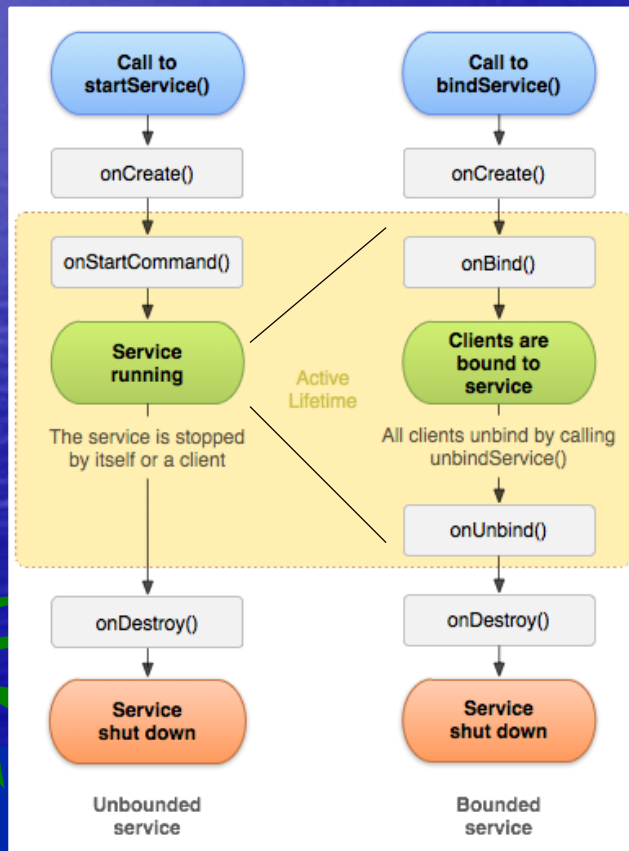 Call to
startService()
onCreate()
onStartCommand()
Service
running
The service is stopped
by itself or a client
onDestroy()
Service
shut down
Unbounded
service
Active
Lifetime
Call to
bindService()
onCreate()
onBind()
Clients are
bound to
service
All clients unbind by calling
unbindService()
onUnbind()
onDestroy()
Service
shut down
Bounded
service